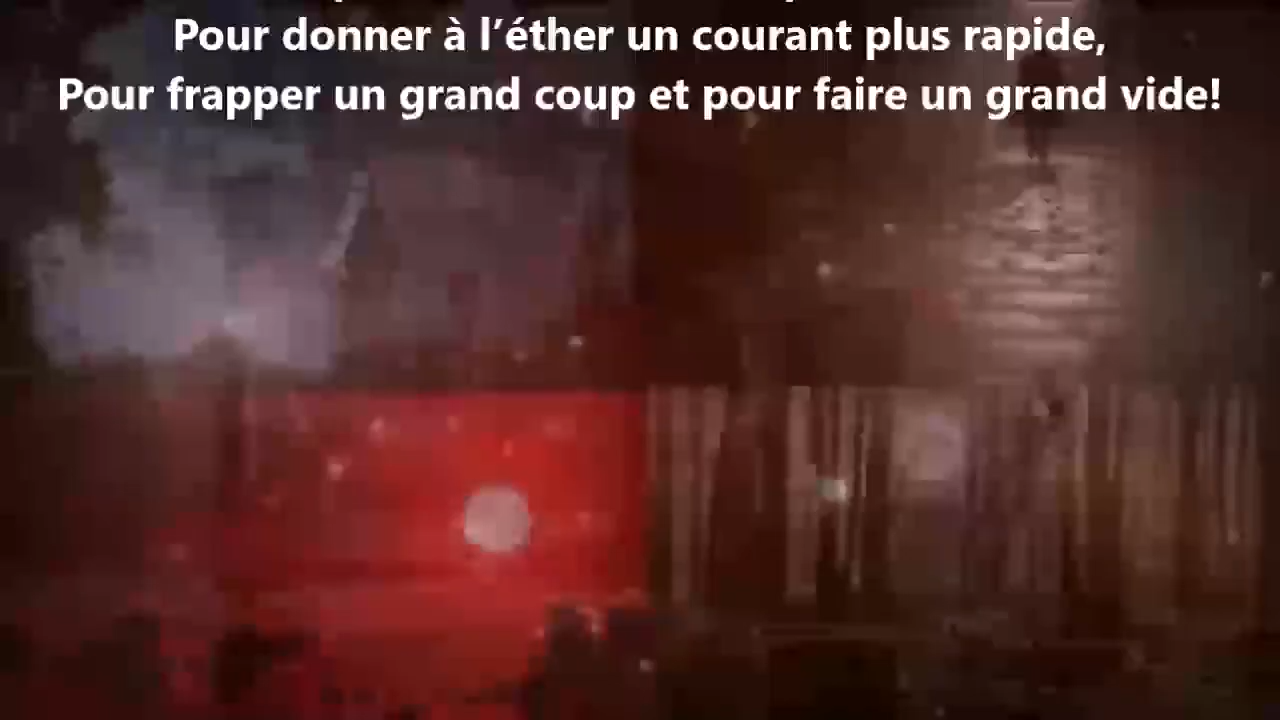 Pour donner à l’éther un courant plus rapide,
Pour frapper un grand coup et pour faire un grand vide!